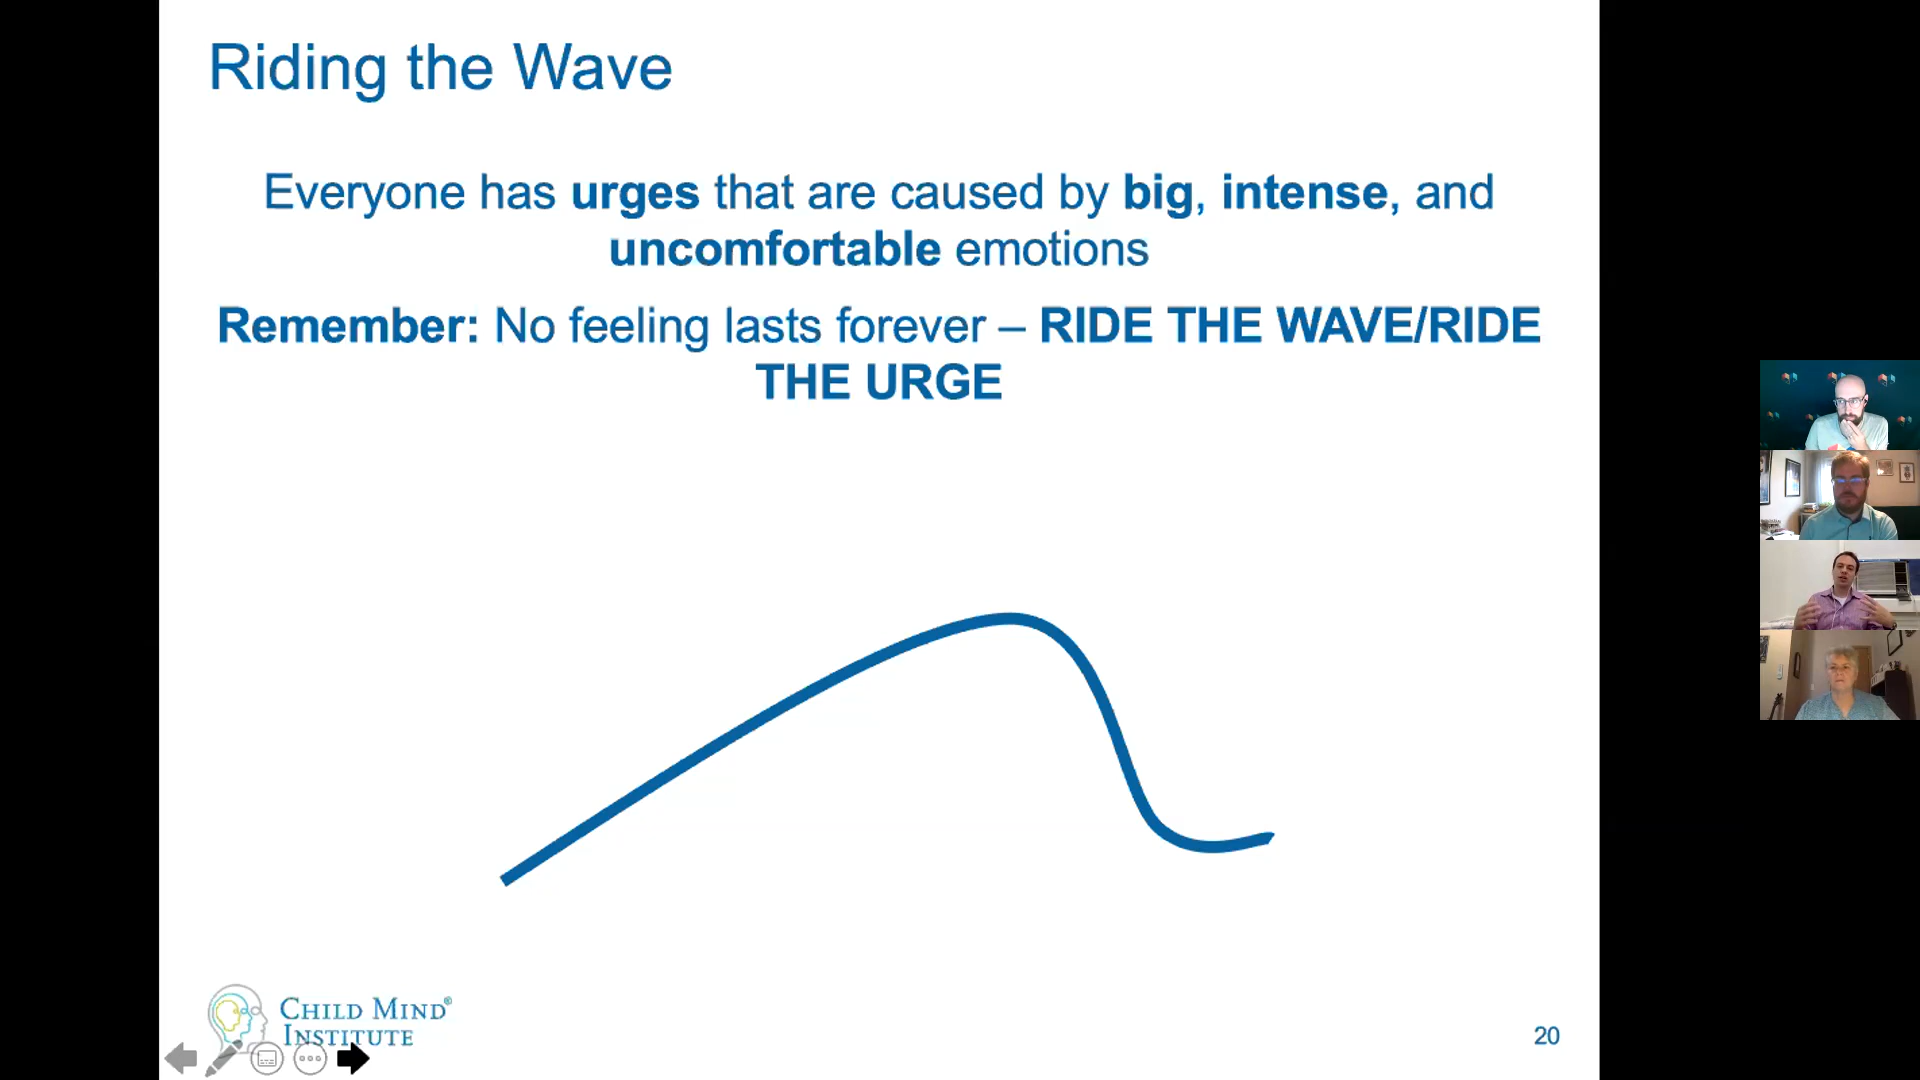 Riding the Wave
Everyone has urges that are caused by big, intense, and
uncomfortable emotions
Remember: No feeling lasts forever – RIDE THE WAVE/RIDE
THE URGE
CHILD MIND®
INSTITUTE
20